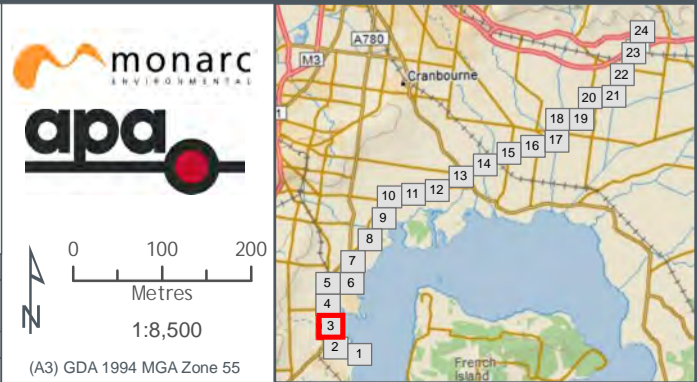 monarc
ENVIRONMENTAL
apa
0 100 200
Metres
1:8,500
N
(A3) GDA 1994 MGA Zone 55
A780
M3
Cranbourne
1
24
23
22
20 21
18 19
17
16
15
14
13
12
11
10
9
8
7
5 6
4
3
2 1
French
Island